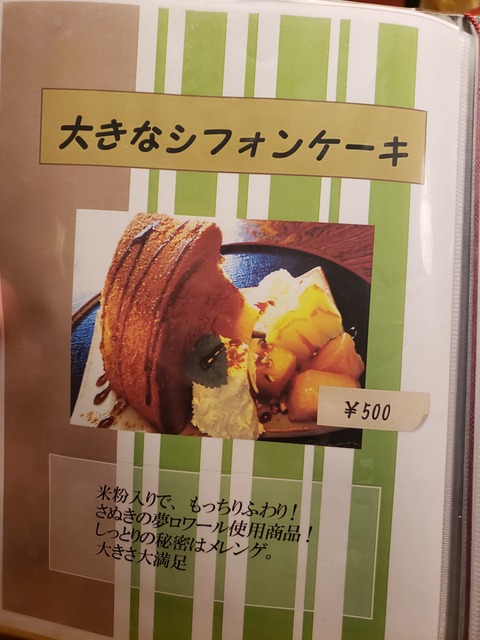 大きなシフォンケーキ
￥500
米粉入りで、もっちりふわり！
さぬきの夢ロワール使用商品！
しっとりの秘密はメレンゲ。
大きさ大満足